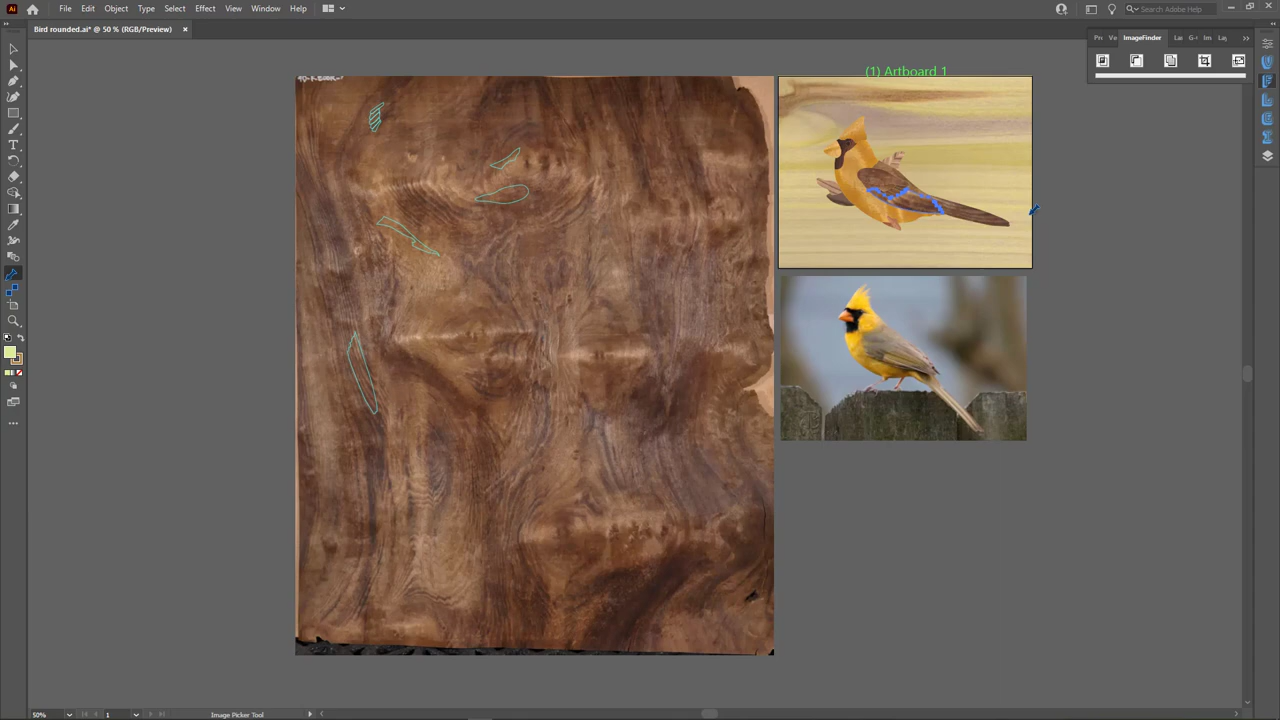 Ai
File
Edit
Object
Type
Select
Effect
View
Window
Help
Search Adobe Help
Bird rounded.ai* @ 50 % (RGB/Preview)
ImageFinder
(1) Artboard 1
50%
1
Image Picker Tool